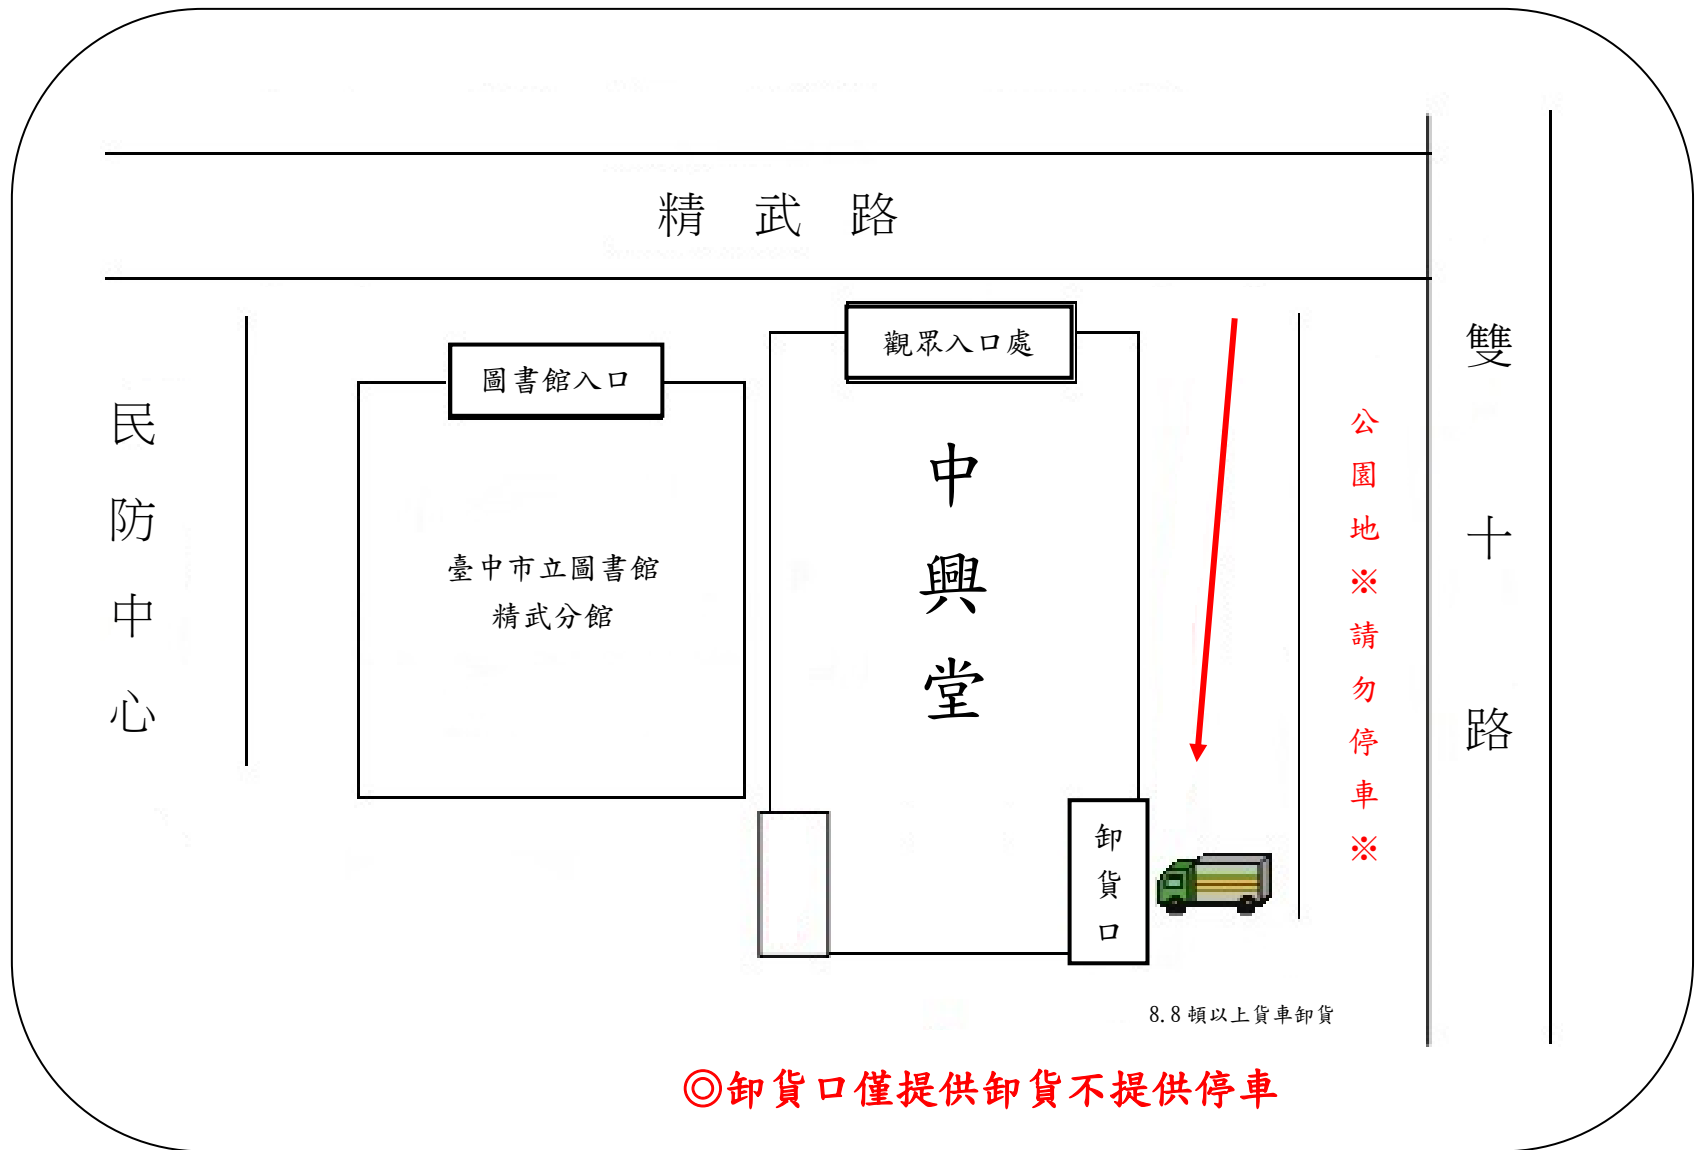 精武路
觀眾入口處
圖書館入口
民防中心
臺中市立圖書館
精武分館
中興堂
公園地※請勿停車※
雙十路
卸貨口
8.8頓以上貨車卸貨
◎卸貨口僅提供卸貨不提供停車